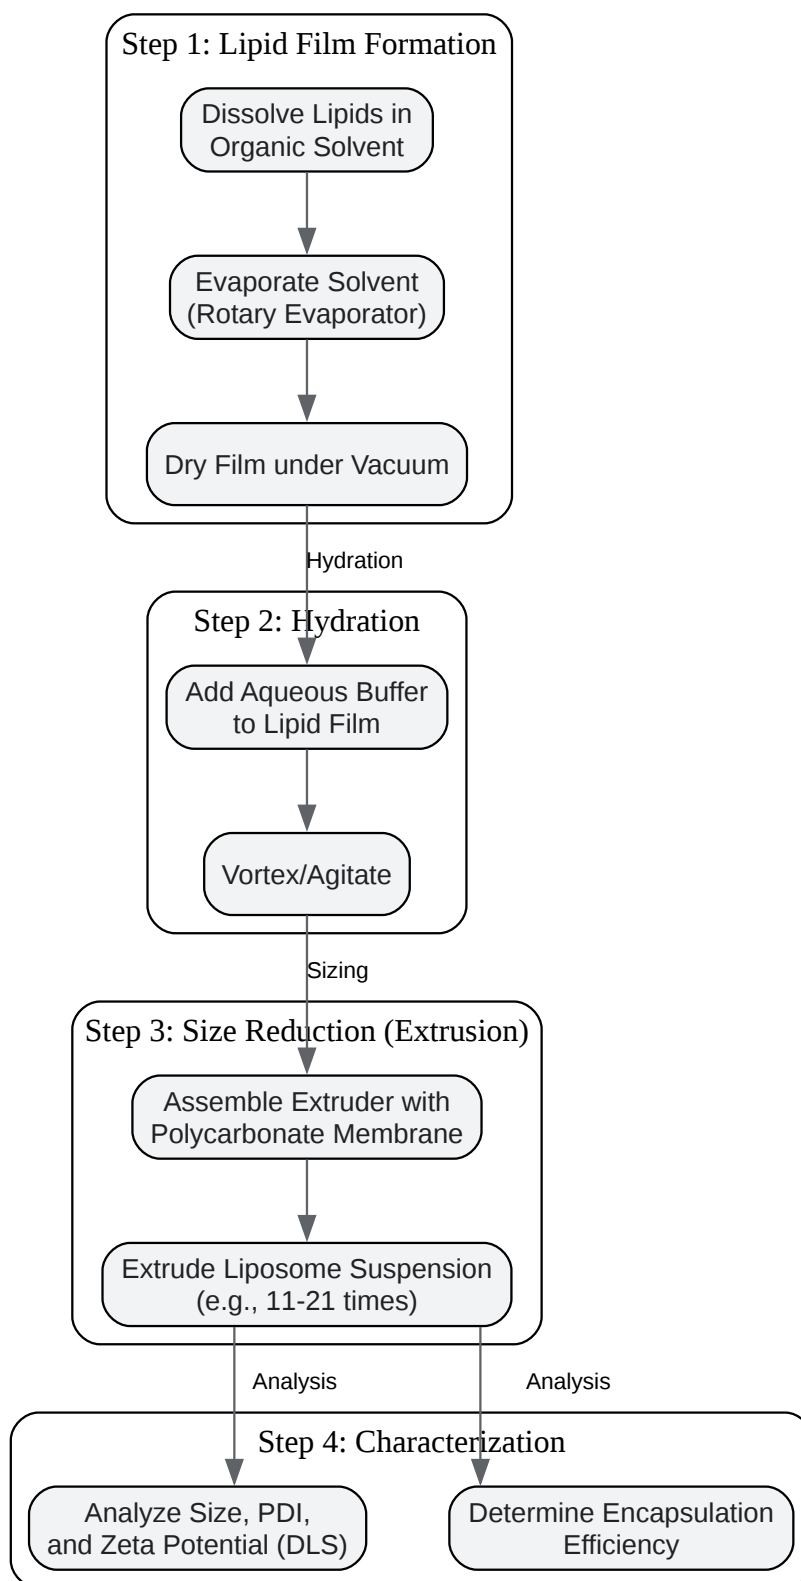 Step 1: Lipid Film Formation
Dissolve Lipids in
Organic Solvent
Evaporate Solvent
(Rotary Evaporator)
Dry Film under Vacuum
Hydration
Step 2: Hydration
Add Aqueous Buffer
to Lipid Film
Vortex/Agitate
Sizing
Step 3: Size Reduction (Extrusion)
Assemble Extruder with
Polycarbonate Membrane
Extrude Liposome Suspension
(e.g., 11-21 times)
Analysis
Analysis
Step 4: Characterization
Analyze Size, PDI,
and Zeta Potential (DLS)
Determine Encapsulation
Efficiency